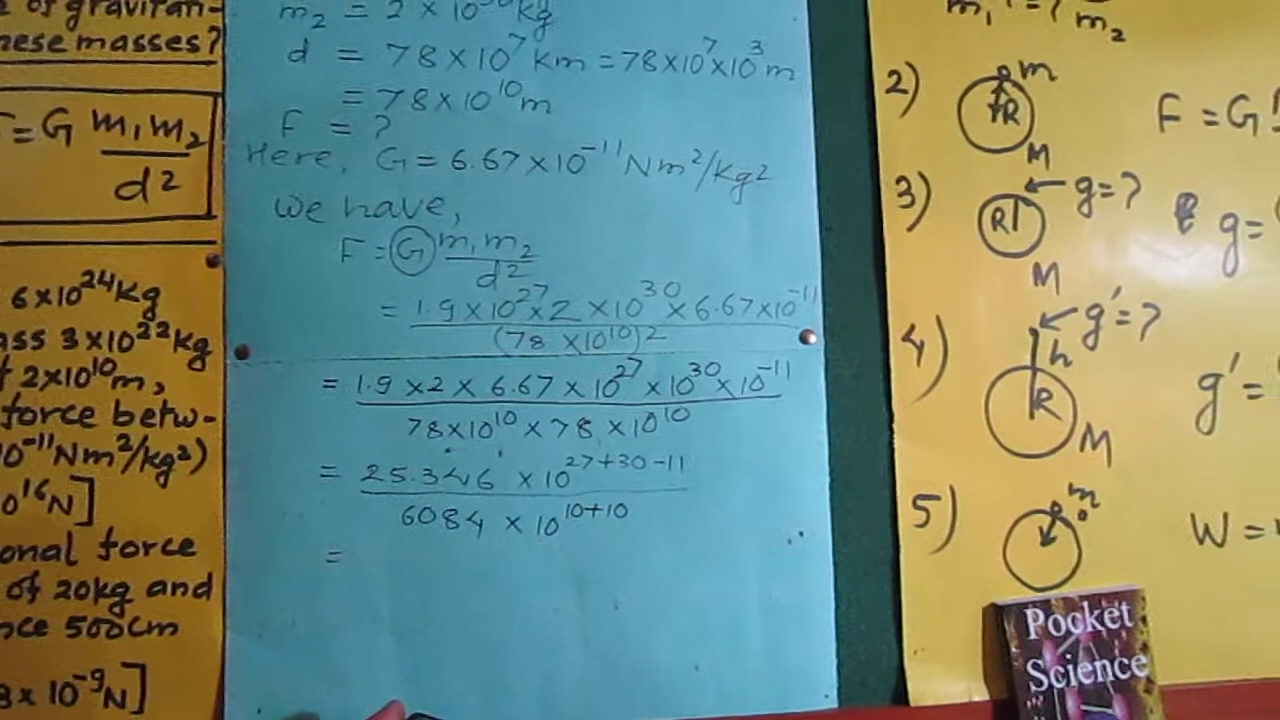 of gravitan-
hese masses?
= G m₁m₂
d²
6×10²⁴kg
ass 3×10²²kg
2×10¹⁰m,
force betw-
0⁻¹¹Nm²/kg²)
0¹⁶N]
onal force
of 20kg and
nce 500cm
8×10⁻⁹N]
m₂ = 2 × 10³⁰kg
d = 78×10⁷ Km = 78×10⁷×10³m
= 78×10¹⁰m
F = ?
Here, G = 6.67×10⁻¹¹Nm²/kg²
we have,
F = G m₁m₂
d²
= 1.9×10²⁷×2×10³⁰×6.67×10⁻¹¹
(78×10¹⁰)²
= 1.9×2×6.67×10²⁷×10³⁰×10⁻¹¹
78×10¹⁰×78×10¹⁰
= 25.346×10²⁷⁺³⁰⁻¹¹
6084×10¹⁰⁺¹⁰
=
m₁ = ? m₂
2) m R M F = G
3) R g=? M g=
4) g'=? h R M g'=
5) m W =
Pocket
Science